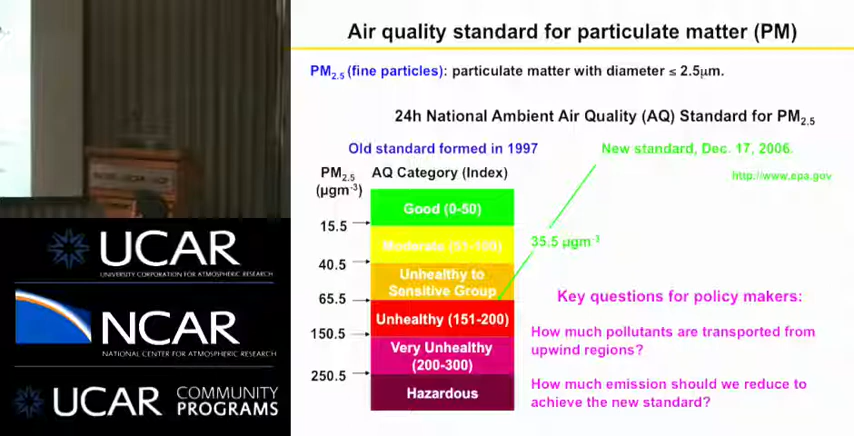 Air quality standard for particulate matter (PM)
PM2.5 (fine particles): particulate matter with diameter ≤ 2.5μm.
24h National Ambient Air Quality (AQ) Standard for PM2.5
Old standard formed in 1997
New standard, Dec. 17, 2006.
http://www.epa.gov
PM2.5
(μgm-3)
AQ Category (Index)
Good (0-50)
15.5
Moderate (51-100)
35.5 μgm-3
40.5
Unhealthy to
Sensitive Group
65.5
Unhealthy (151-200)
150.5
Very Unhealthy
(200-300)
250.5
Hazardous
Key questions for policy makers:
How much pollutants are transported from
upwind regions?
How much emission should we reduce to
achieve the new standard?
UCAR
UNIVERSITY CORPORATION FOR ATMOSPHERIC RESEARCH
NCAR
NATIONAL CENTER FOR ATMOSPHERIC RESEARCH
UCAR COMMUNITY
PROGRAMS